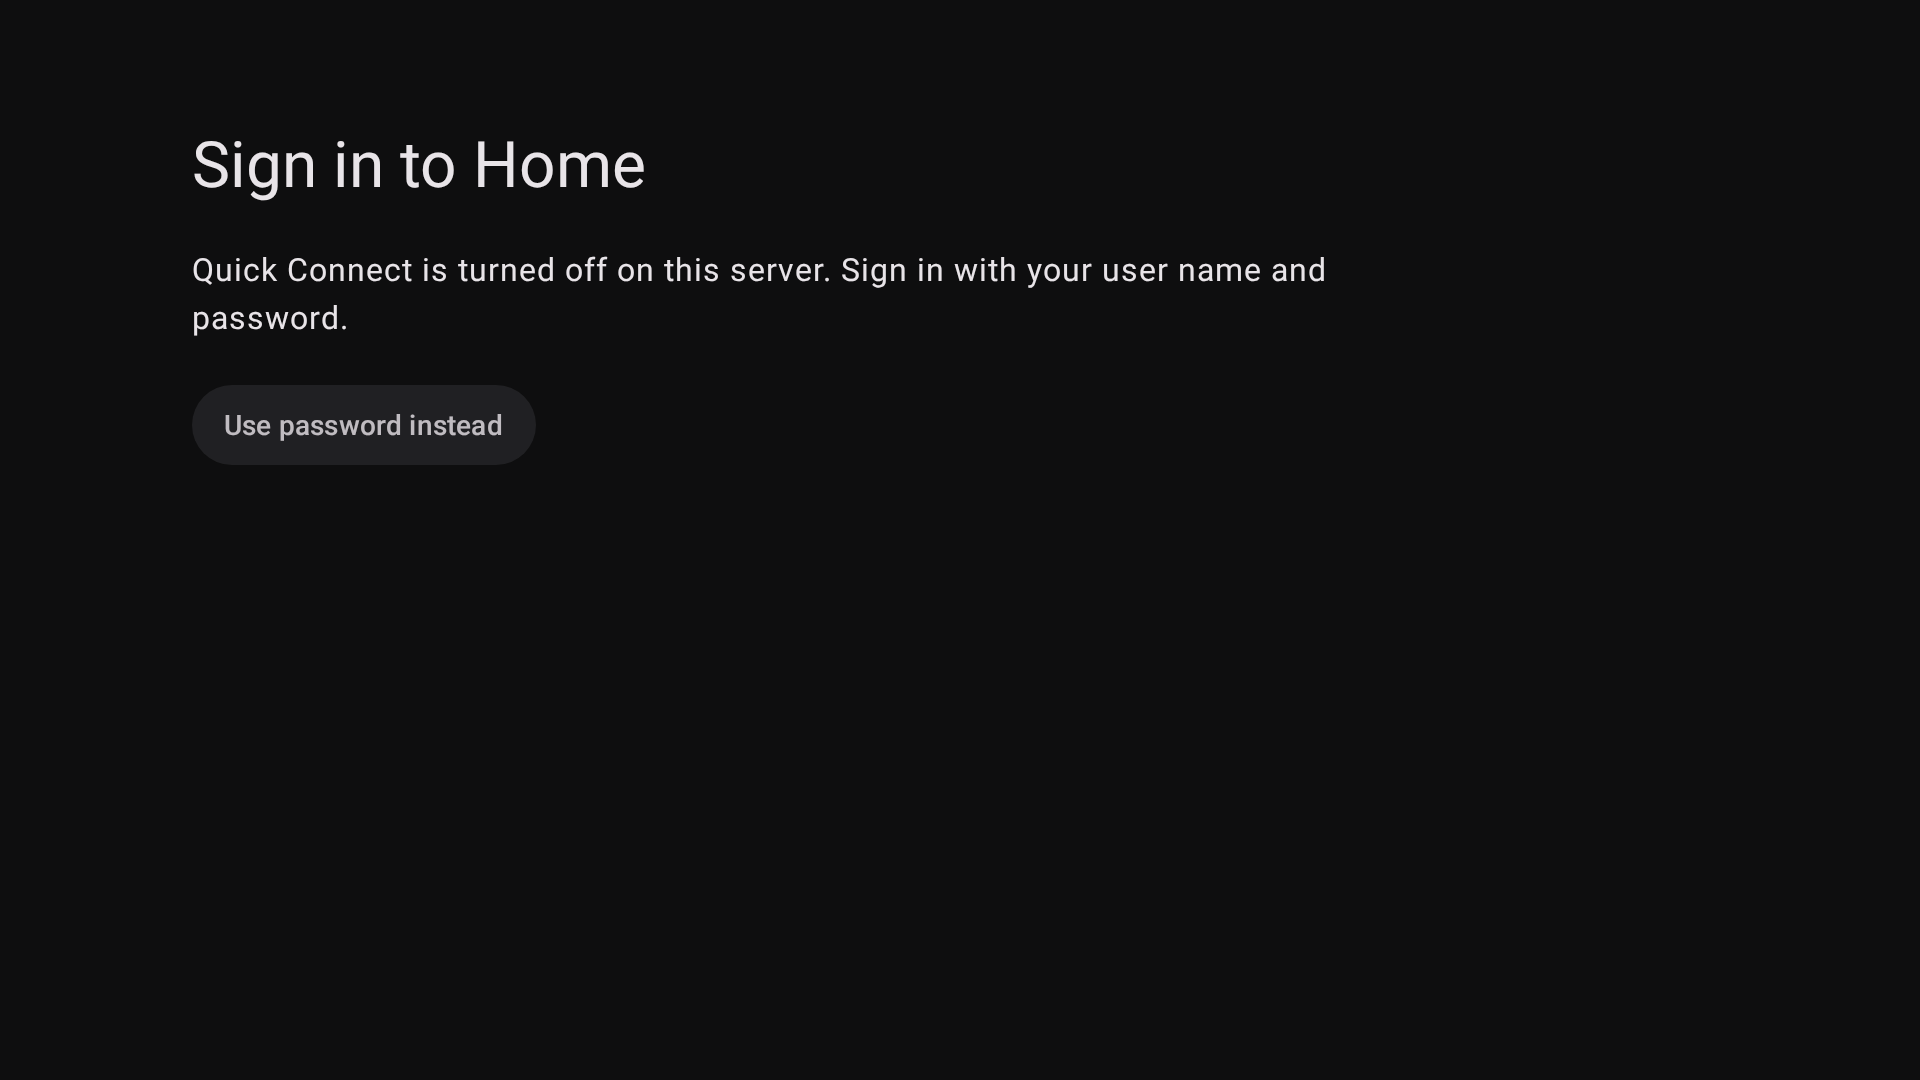 Sign in to Home
Quick Connect is turned off on this server. Sign in with your user name and
password.
Use password instead